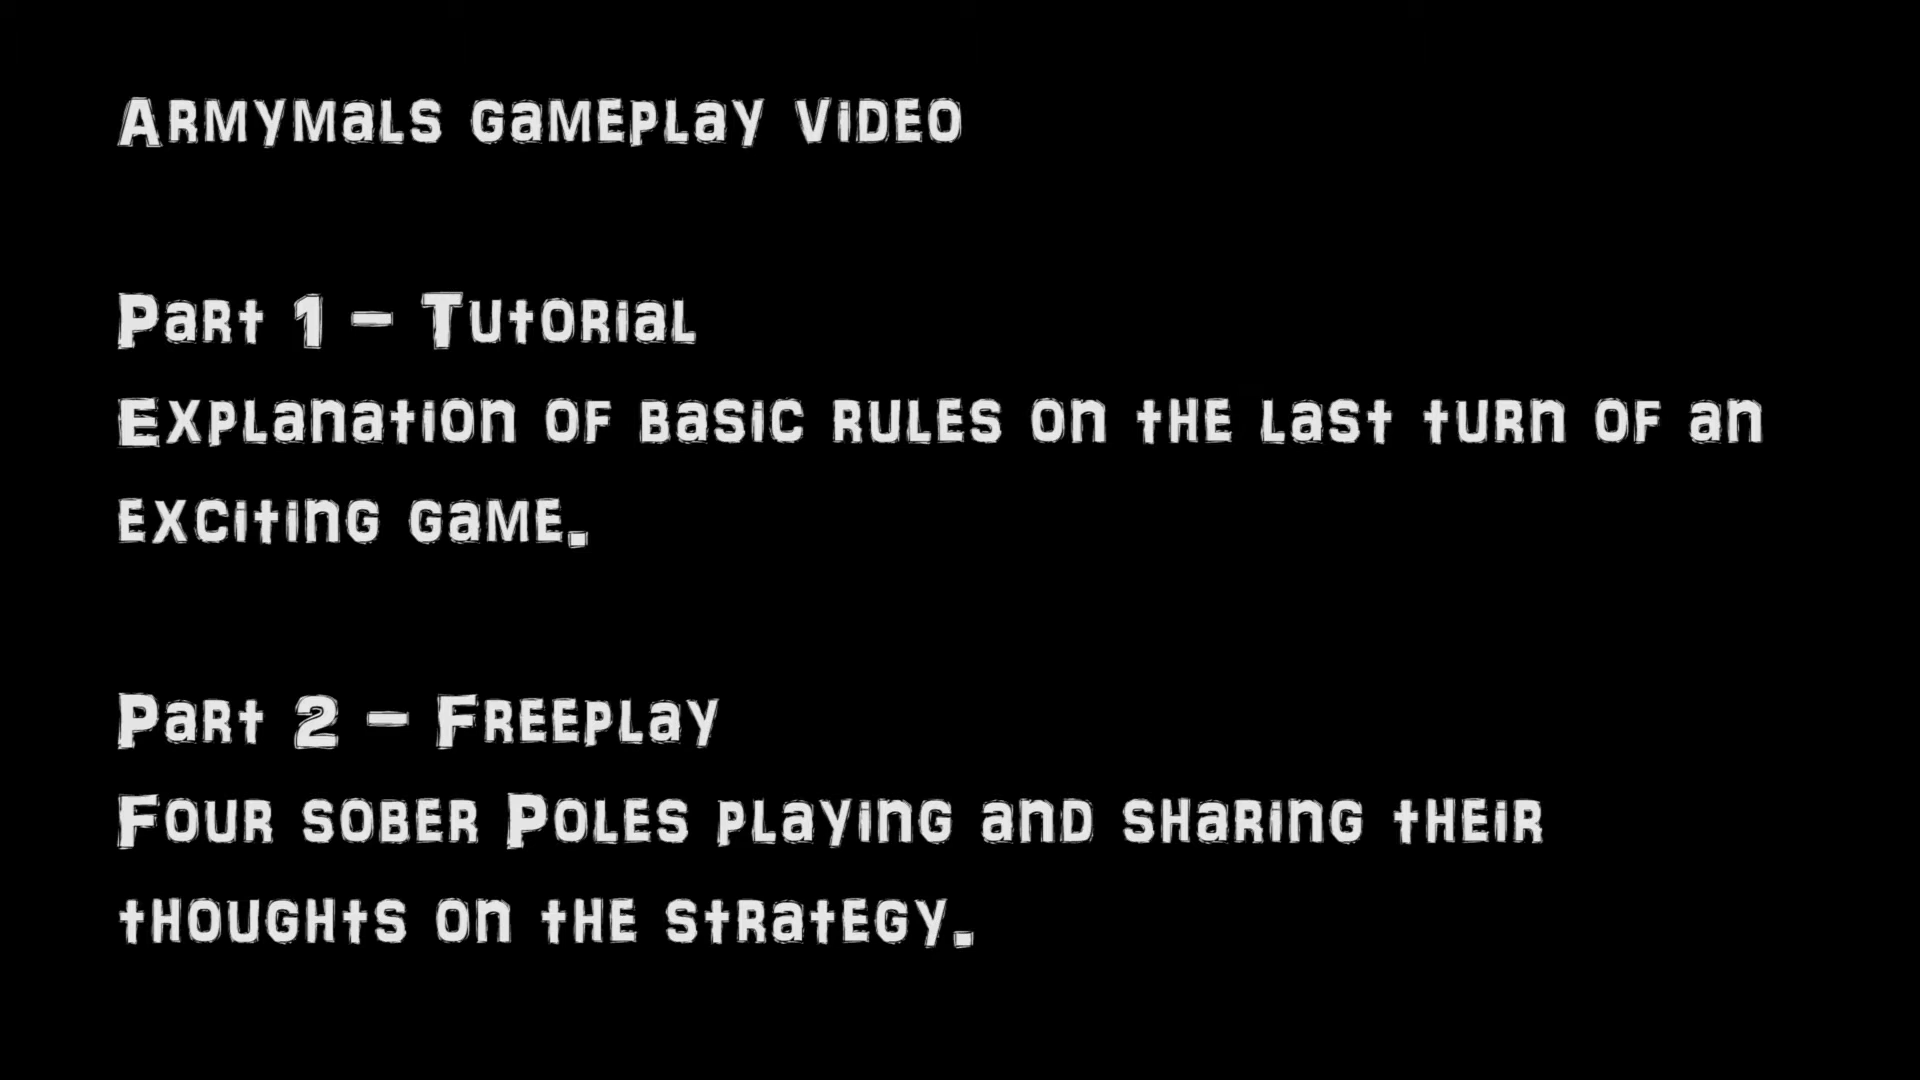 Armymals gameplay video
Part 1 – Tutorial
Explanation of basic rules on the last turn of an
exciting game.
Part 2 – Freeplay
Four sober Poles playing and sharing their
thoughts on the strategy.